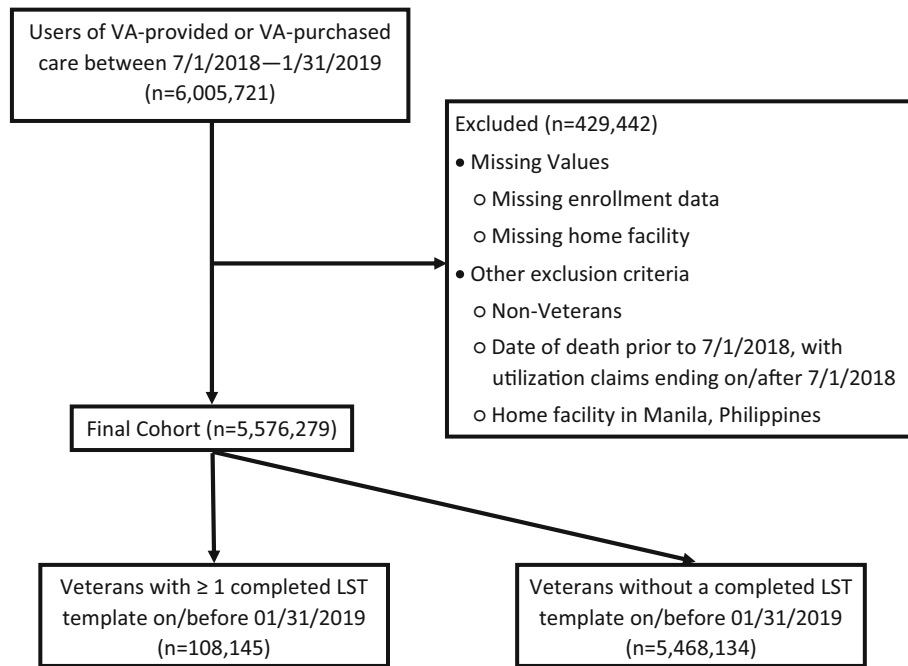 Users of VA-provided or VA-purchased
care between 7/1/2018—1/31/2019
(n=6,005,721)
Excluded (n=429,442)
• Missing Values
o Missing enrollment data
o Missing home facility
• Other exclusion criteria
o Non-Veterans
o Date of death prior to 7/1/2018, with
utilization claims ending on/after 7/1/2018
o Home facility in Manila, Philippines
Final Cohort (n=5,576,279)
Veterans with ≥ 1 completed LST
template on/before 01/31/2019
(n=108,145)
Veterans without a completed LST
template on/before 01/31/2019
(n=5,468,134)